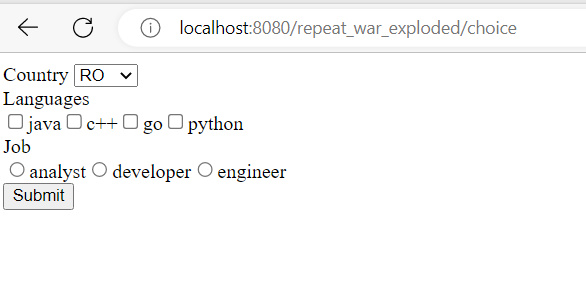 localhost:8080/repeat_war_exploded/choice
Country RO
Languages
java c++ go python
Job
analyst developer engineer
Submit